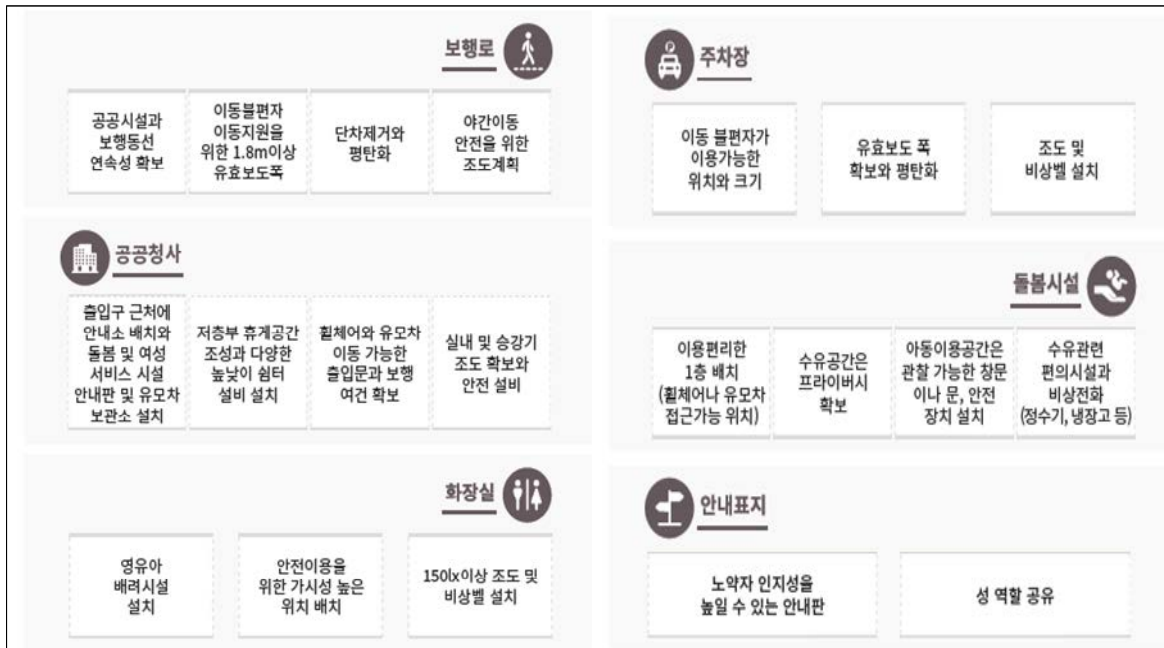 보행로
공공시설과
보행동선
연속성 확보
이동불편자
이동지원을
위한 1.8m이상
유효보도폭
단차제거와
평탄화
야간이동
안전을 위한
조도계획
주차장
이동 불편자가
이용가능한
위치와 크기
유효보도 폭
확보와 평탄화
조도 및
비상벨 설치
공공청사
출입구 근처에
안내소 배치와
돌봄 및 여성
서비스 시설
안내판 및 유모차
보관소 설치
저층부 휴게공간
조성과 다양한
높낮이 쉼터
설비 설치
휠체어와 유모차
이동 가능한
출입문과 보행
여건 확보
실내 및 승강기
조도 확보와
안전 설비
돌봄시설
이용편리한
1층 배치
(휠체어나 유모차
접근가능 위치)
수유공간은
프라이버시
확보
아동이용공간은
관찰 가능한 창문
이나 문, 안전
장치 설치
수유관련
편의시설과
비상전화
(정수기, 냉장고 등)
화장실
영유아
배려시설
설치
안전이용을
위한 가시성 높은
위치 배치
150lx이상 조도 및
비상벨 설치
안내표지
노약자 인지성을
높일 수 있는 안내판
성 역할 공유